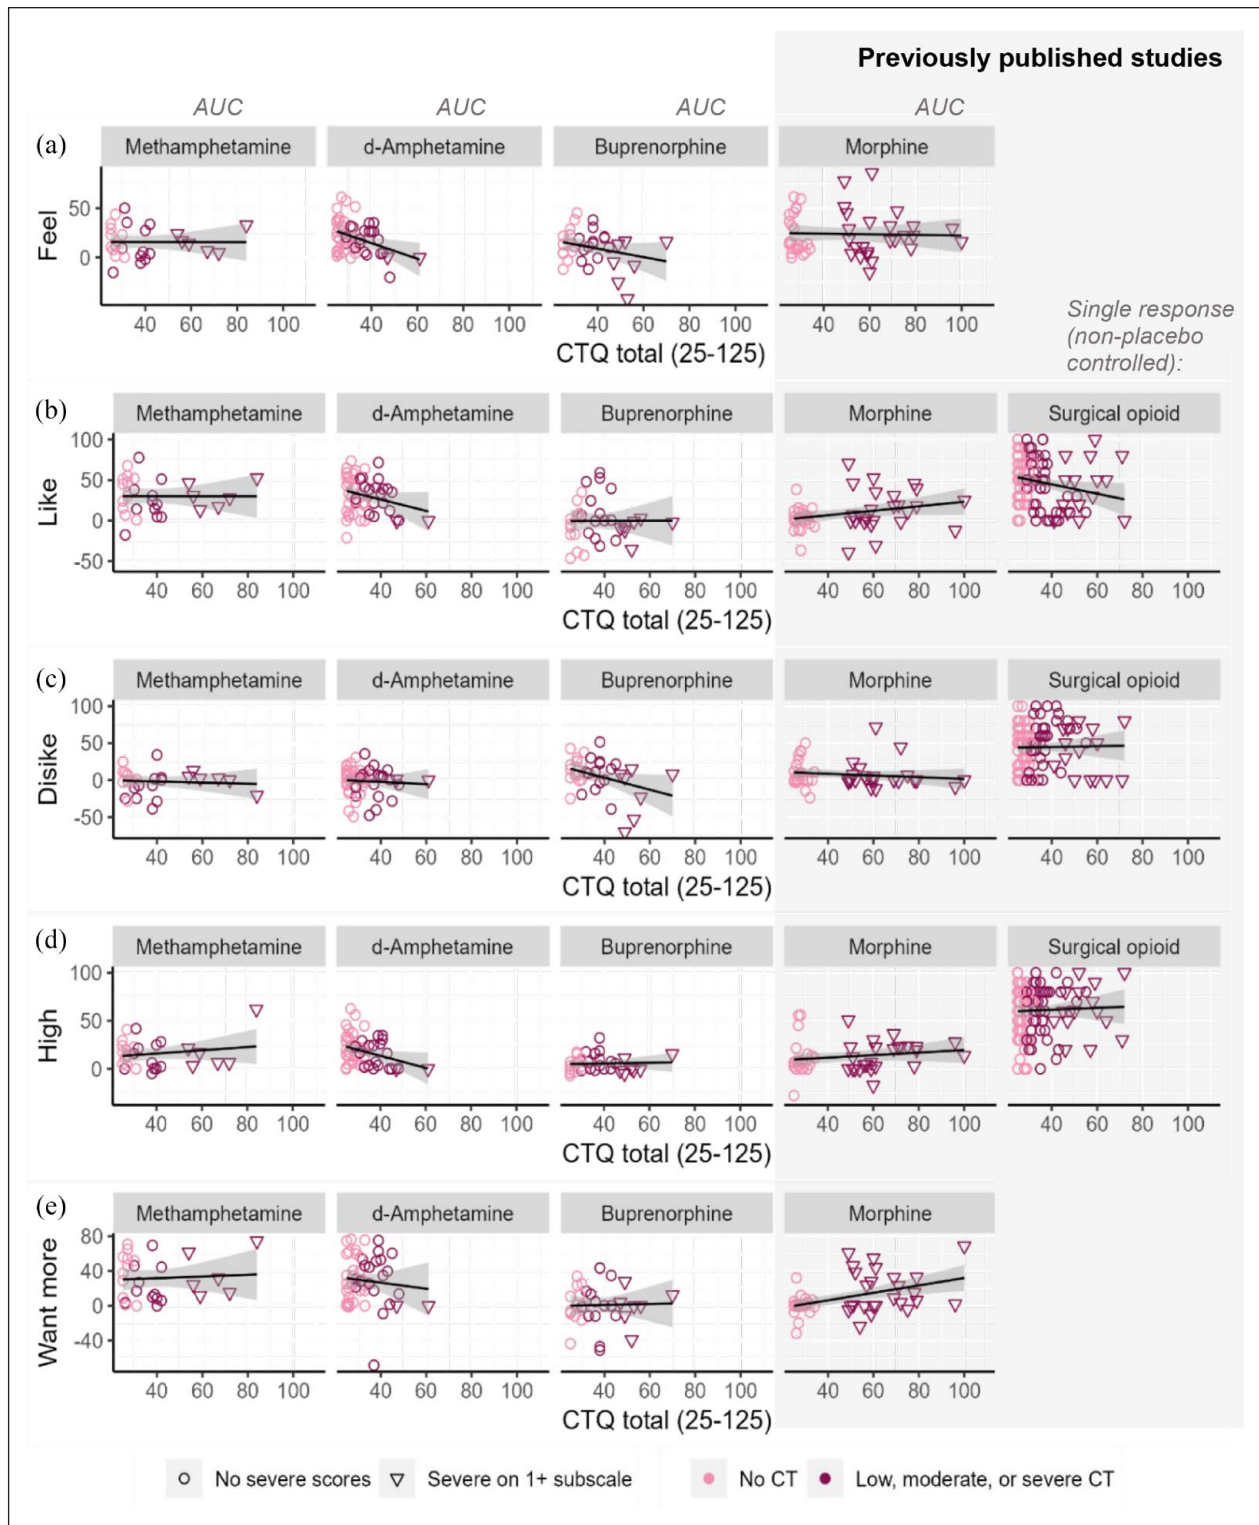 Previously published studies
AUC AUC AUC AUC
(a) Methamphetamine d-Amphetamine Buprenorphine Morphine
Feel
50
0
40 60 80 100 40 60 80 100 40 60 80 100 40 60 80 100
CTQ total (25-125)
Single response
(non-placebo
controlled):
(b) Methamphetamine d-Amphetamine Buprenorphine Morphine Surgical opioid
Like
100
50
0
-50
40 60 80 100 40 60 80 100 40 60 80 100 40 60 80 100 40 60 80 100
CTQ total (25-125)
(c) Methamphetamine d-Amphetamine Buprenorphine Morphine Surgical opioid
Disike
100
50
0
-50
40 60 80 100 40 60 80 100 40 60 80 100 40 60 80 100 40 60 80 100
CTQ total (25-125)
(d) Methamphetamine d-Amphetamine Buprenorphine Morphine Surgical opioid
High
100
50
0
40 60 80 100 40 60 80 100 40 60 80 100 40 60 80 100 40 60 80 100
CTQ total (25-125)
(e) Methamphetamine d-Amphetamine Buprenorphine Morphine
Want more
80
40
0
-40
40 60 80 100 40 60 80 100 40 60 80 100 40 60 80 100
CTQ total (25-125)
No severe scores Severe on 1+ subscale No CT Low, moderate, or severe CT